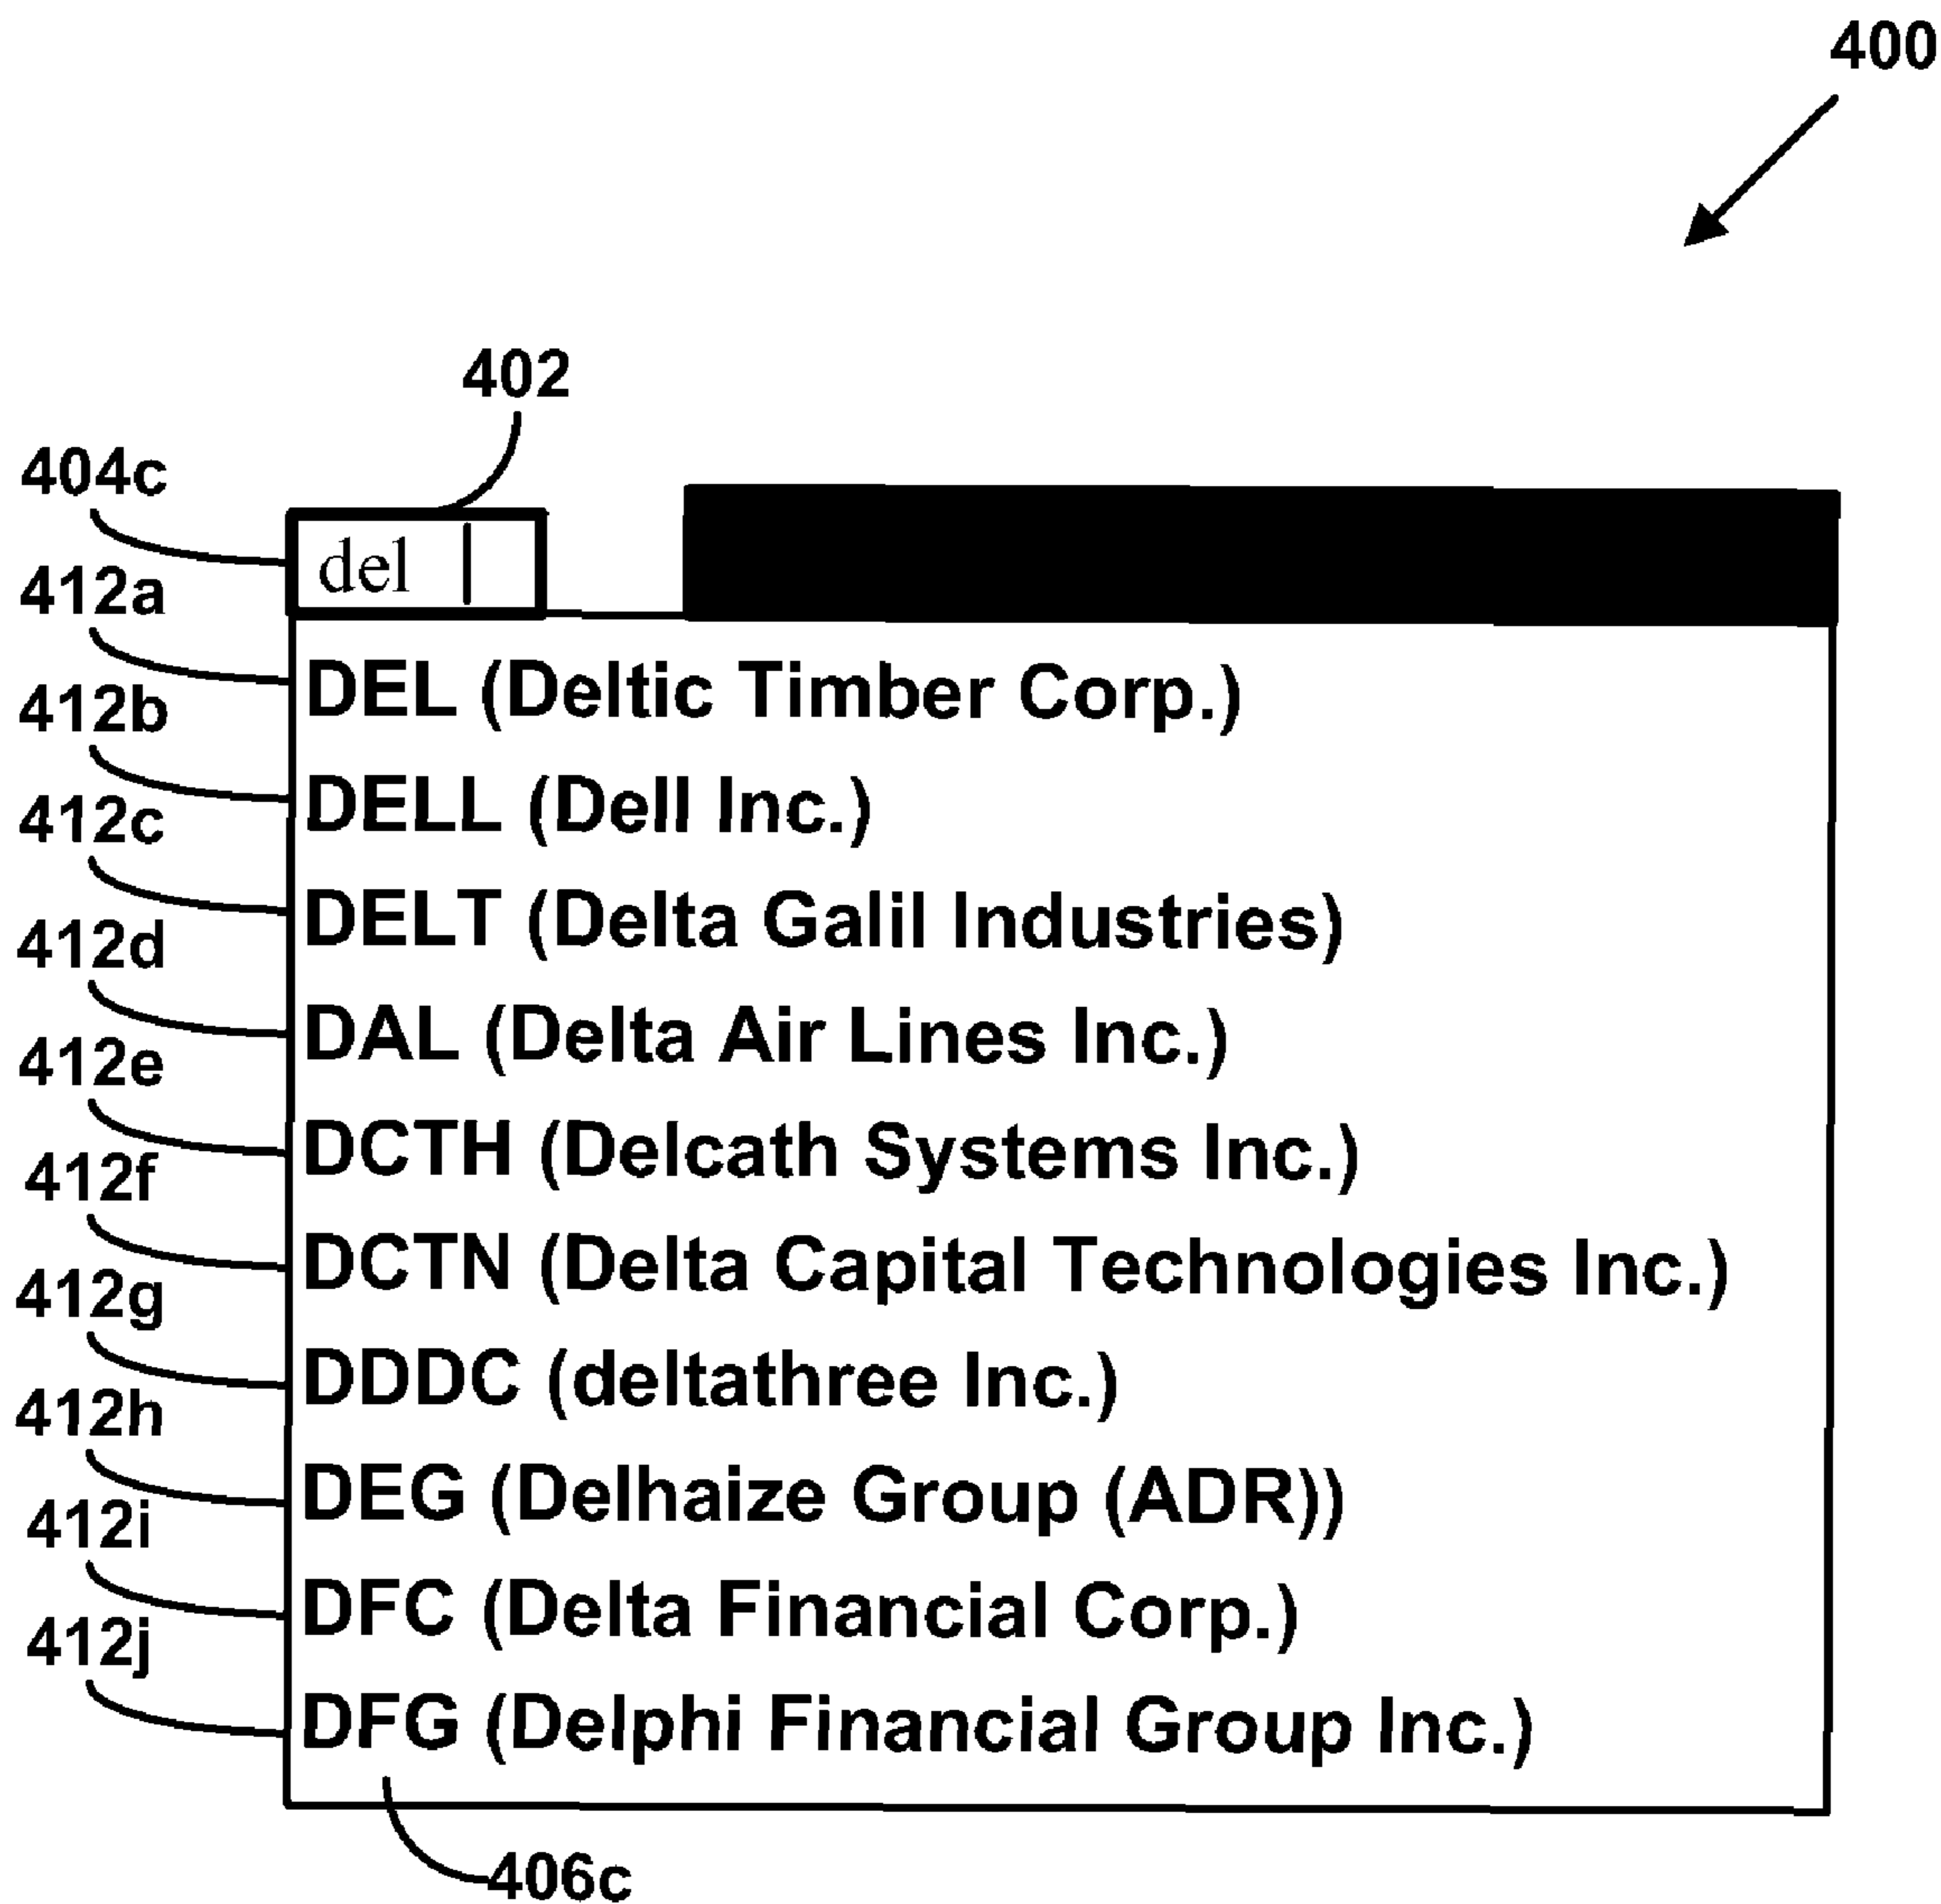 400
402
404c
del
412a
DEL (Deltic Timber Corp.)
412b
DELL (Dell Inc.)
412c
DELT (Delta Galil Industries)
412d
DAL (Delta Air Lines Inc.)
412e
DCTH (Delcath Systems Inc.)
412f
DCTN (Delta Capital Technologies Inc.)
412g
DDDC (deltathree Inc.)
412h
DEG (Delhaize Group (ADR))
412i
DFC (Delta Financial Corp.)
412j
DFG (Delphi Financial Group Inc.)
406c